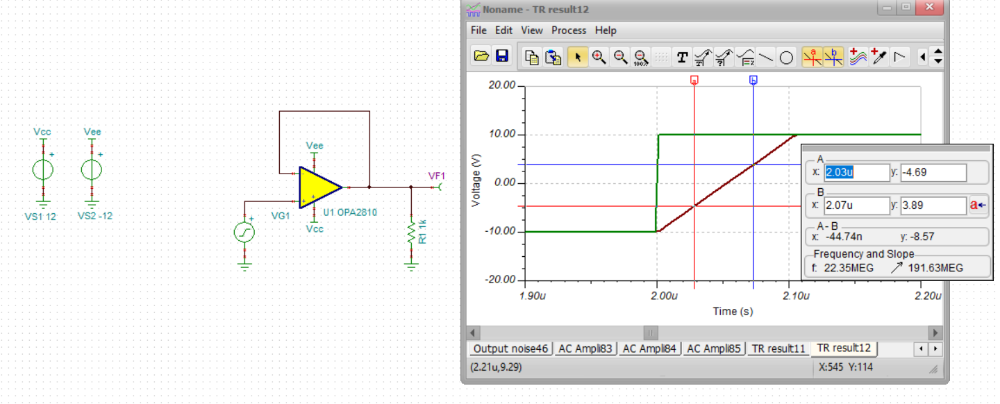 Vcc
Vee
+
+
VS1 12
VS2 -12
Vee
VF1
+
+
+
VG1
U1 OPA2810
Vcc
R1 1k
Noname - TR result12
File Edit View Process Help
100%
T
a
b
a
b
20.00
10.00
0.00
-10.00
-20.00
Voltage (V)
1.90u
2.00u
2.10u
2.20u
Time (s)
A
x: 2.03u y: -4.69
B
x: 2.07u y: 3.89 a
A - B
x: -44.74n y: -8.57
Frequency and Slope
f: 22.35MEG 191.63MEG
Output noise46 AC Ampli83 AC Ampli84 AC Ampli85 TR result11 TR result12
(2.21u,9.29) X:545 Y:114